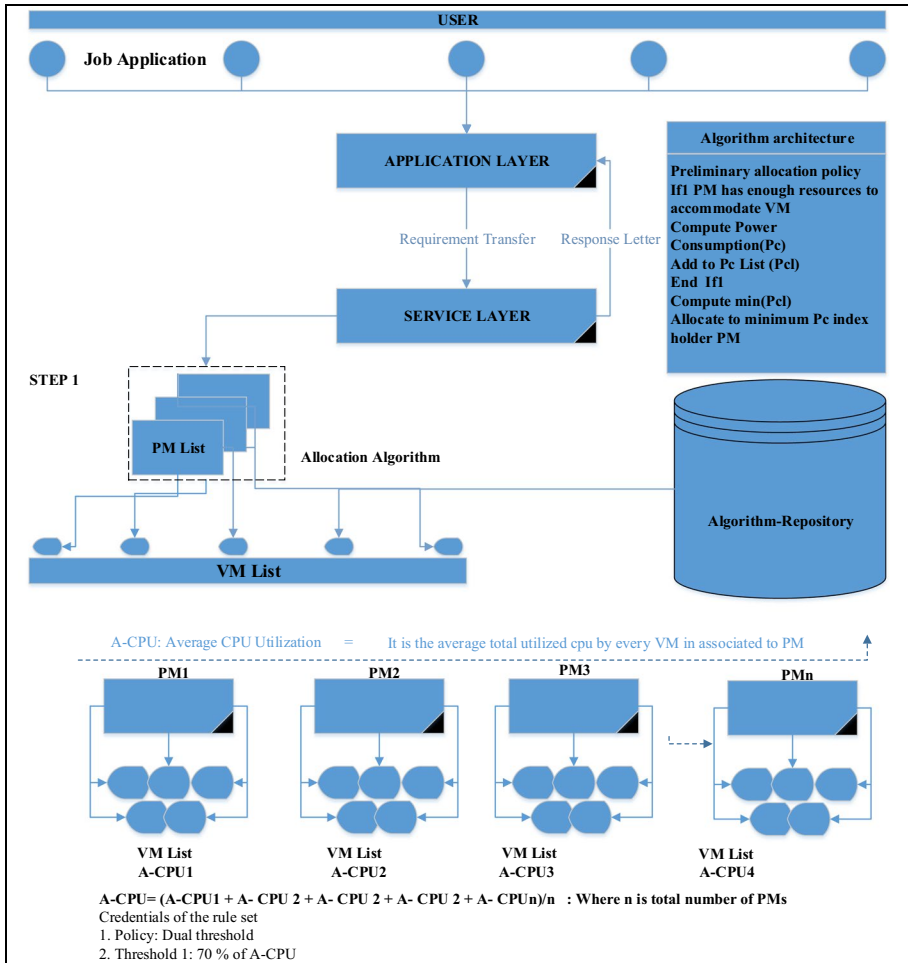 USER
Job Application
APPLICATION LAYER
Algorithm architecture
Preliminary allocation policy
If1 PM has enough resources to
accommodate VM
Compute Power
Consumption(Pc)
Add to Pc List (Pcl)
End If1
Compute min(Pcl)
Allocate to minimum Pc index
holder PM
Requirement Transfer
Response Letter
SERVICE LAYER
STEP 1
PM List
Allocation Algorithm
Algorithm-Repository
VM List
A-CPU: Average CPU Utilization = It is the average total utilized cpu by every VM in associated to PM
PM1
PM2
PM3
PMn
VM List
A-CPU1
VM List
A-CPU2
VM List
A-CPU3
VM List
A-CPU4
A-CPU= (A-CPU1 + A- CPU 2 + A- CPU 2 + A- CPU 2 + A- CPUn)/n : Where n is total number of PMs
Credentials of the rule set
1. Policy: Dual threshold
2. Threshold 1: 70 % of A-CPU